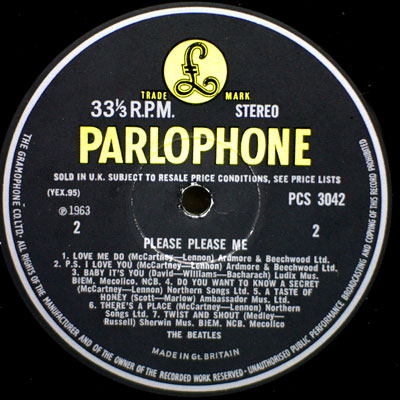 £
TRADE MARK
33⅓ R.P.M. STEREO
PARLOPHONE
SOLD IN U.K. SUBJECT TO RESALE PRICE CONDITIONS, SEE PRICE LISTS
(YEX.95) PCS 3042
℗1963
2 2
PLEASE PLEASE ME
1. LOVE ME DO (McCartney—Lennon) Ardmore & Beechwood Ltd.
2. P.S. I LOVE YOU (McCartney—Lennon) Ardmore & Beechwood Ltd.
3. BABY IT'S YOU (David—Williams—Bacharach) Ludix Mus.
BIEM. Mecolico. NCB. 4. DO YOU WANT TO KNOW A SECRET
(McCartney—Lennon) Northern Songs Ltd. 5. A TASTE OF
HONEY (Scott—Marlow) Ambassador Mus. Ltd.
6. THERE'S A PLACE (McCartney—Lennon) Northern
Songs Ltd. 7. TWIST AND SHOUT (Medley—
Russell) Sherwin Mus. BIEM. NCB. Mecolico
THE BEATLES
MADE IN Gt. BRITAIN
THE GRAMOPHONE CO. LTD. ALL RIGHTS OF THE MANUFACTURER AND OF THE OWNER OF THE RECORDED WORK RESERVED—UNAUTHORISED PUBLIC PERFORMANCE BROADCASTING AND COPYING OF THIS RECORD PROHIBITED